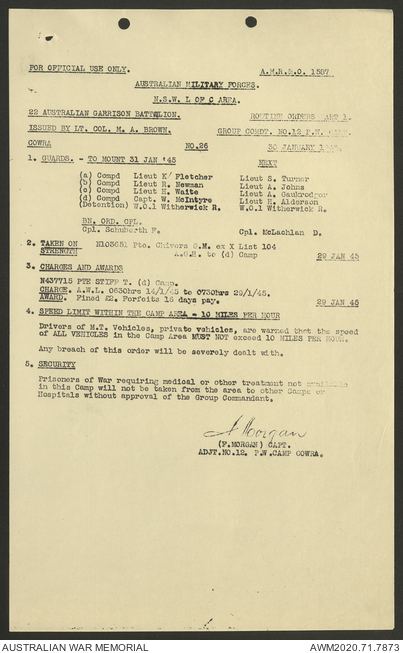 FOR OFFICIAL USE ONLY. A.M.R.&.O. 1587
AUSTRALIAN MILITARY FORCES.
N.S.W. L OF C AREA.
22 AUSTRALIAN GARRISON BATTALION. ROUTINE ORDERS PART 1.
ISSUED BY LT. COL. M. A. BROWN. GROUP COMDT. NO.12 P.W.
COWRA NO.26 30 JANUARY
1. GUARDS. - TO MOUNT 31 JAN '45 NEXT
(a) Compd Lieut K/ Fletcher Lieut S. Turner
(b) Compd Lieut R. Newman Lieut A. Johns
(c) Compd Lieut H. Waite Lieut A. Gaukrodger
(d) Compd Capt. W. McIntyre Lieut H. Alderson
(Detention) W.O.1 Witherwick R. W.O.1 Witherwick R.
BN. ORD. CPL.
Cpl. Schuberth F. Cpl. McLachlan D.
2. TAKEN ON STRENGTH N103651 Pte. Chivers S.M. ex X List 104
A.G.H. to (d) Camp 29 JAN 45
3. CHARGES AND AWARDS
N437715 PTE STIFF T. (d) Camp.
CHARGE. A.W.L. 0630hrs 14/1/45 to 0730hrs 29/1/45.
AWARD. Fined £2. Forfeits 16 days pay. 29 JAN 45
4. SPEED LIMIT WITHIN THE CAMP AREA - 10 MILES PER HOUR
Drivers of M.T. Vehicles, private vehicles, are warned that the speed
of ALL VEHICLES in the Camp Area MUST NOT exceed 10 MILES PER HOUR.
Any breach of this order will be severely dealt with.
5. SECURITY
Prisoners of War requiring medical or other treatment not available
in this Camp will not be taken from the area to other Camps or
Hospitals without approval of the Group Commandant.
F Morgan
(F.MORGAN) CAPT.
ADJT.NO.12. P.W.CAMP COWRA.
AUSTRALIAN WAR MEMORIAL AWM2020.71.7873